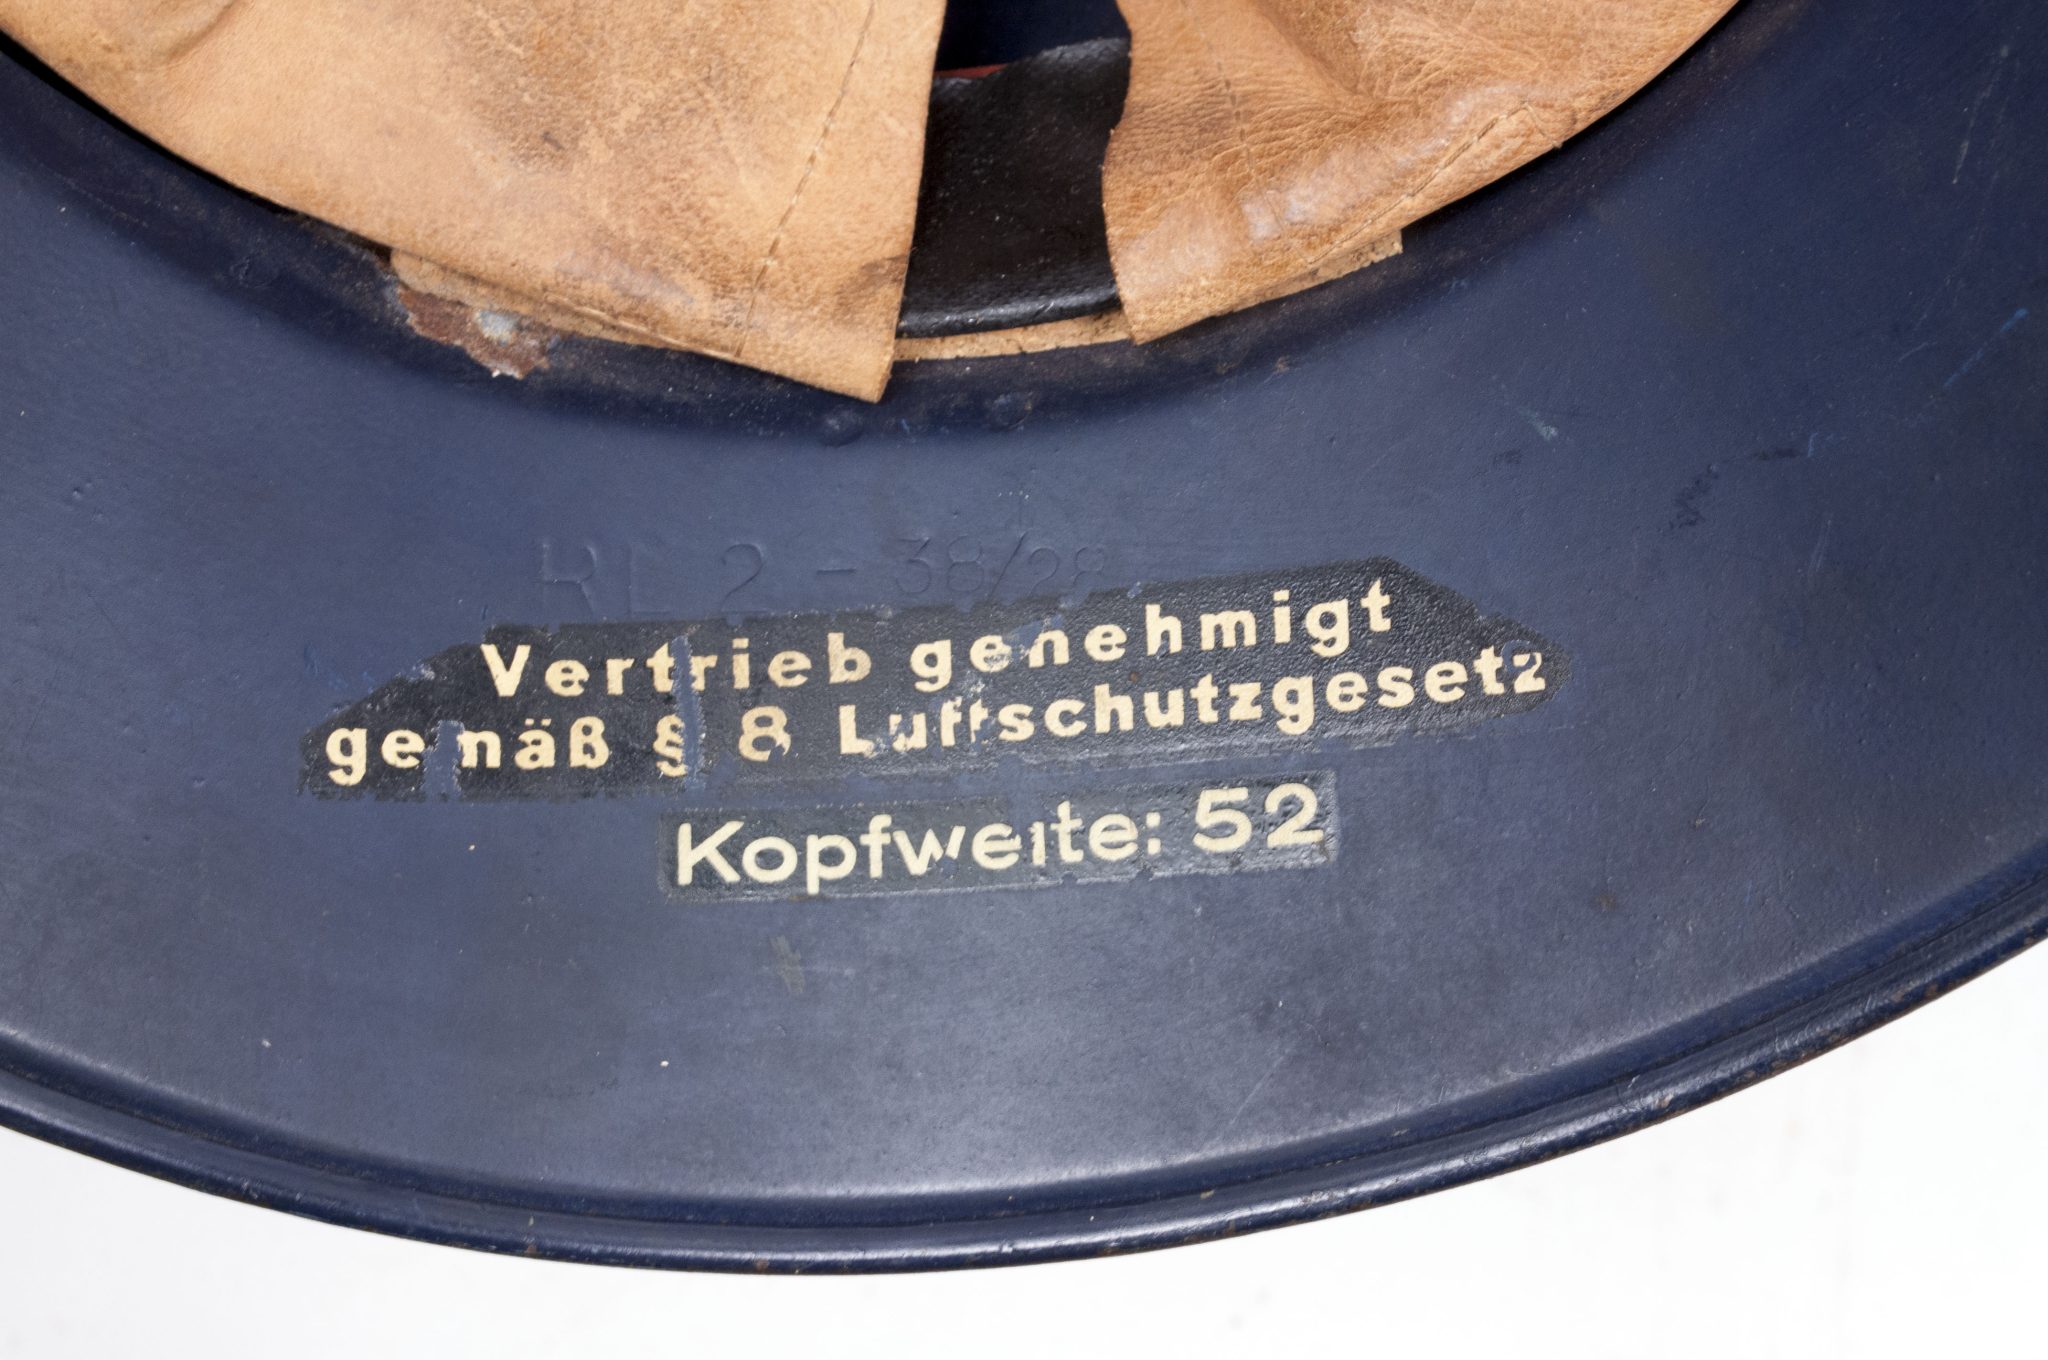 RL 2 - 38/28
Vertrieb genehmigt
gemäß § 8 Luftschutzgesetz
Kopfweite: 52